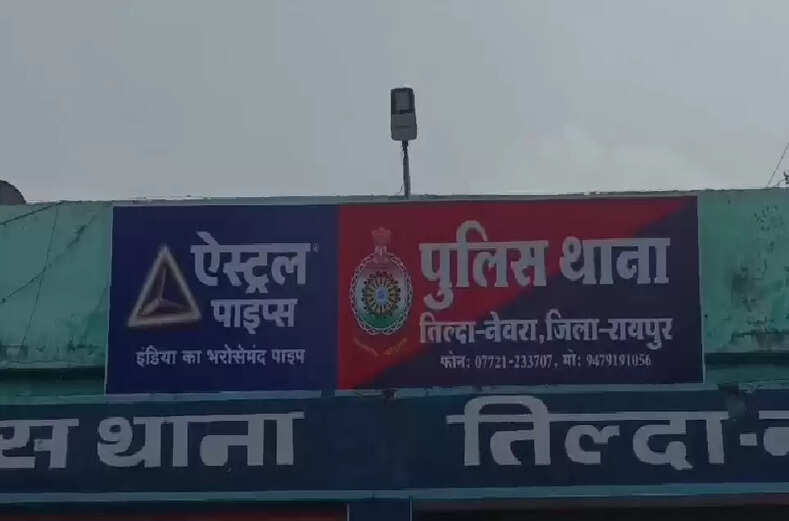 ऐस्ट्रल
पाइप्स
इंडिया का भरोसेमंद पाइप
पुलिस थाना
तिल्दा-नेवरा,जिला-रायपुर
फोन: 07721-233707, मो: 9479191056
स थाना तिल्दा-ने